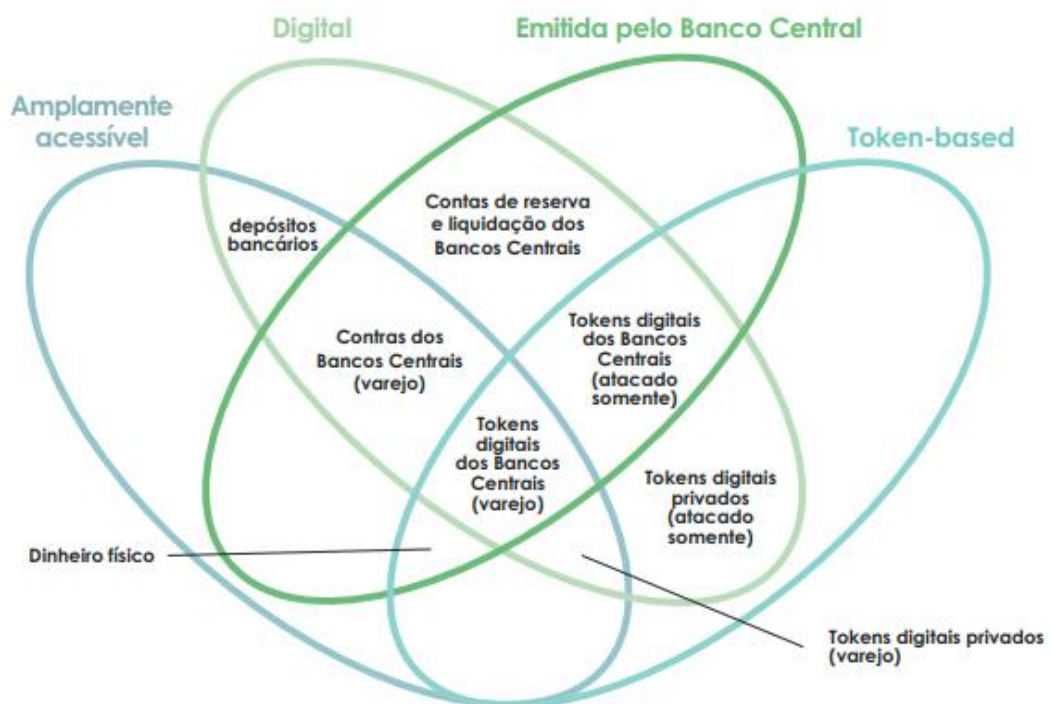 Digital
Emitida pelo Banco Central
Amplamente
acessível
Token-based
depósitos
bancários
Contas de reserva
e liquidação dos
Bancos Centrais
Contras dos
Bancos Centrais
(varejo)
Tokens digitais
dos Bancos
Centrais
(atacado
somente)
Tokens
digitais
dos Bancos
Centrais
(varejo)
Tokens digitais
privados
(atacado
somente)
Dinheiro físico
Tokens digitais privados
(varejo)